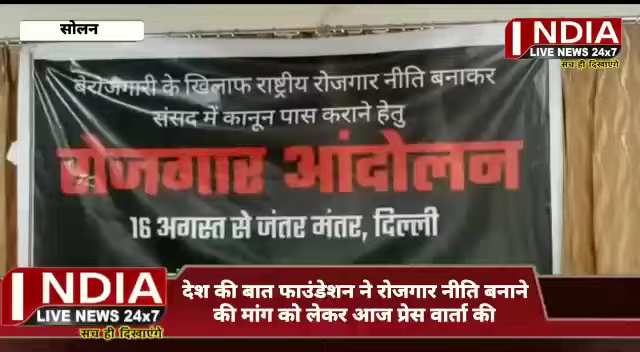 सोलन
INDIA
LIVE NEWS 24x7
सच ही दिखाएंगे
बेरोजगारी के खिलाफ राष्ट्रीय रोजगार नीति बनाकर
संसद में कानून पास कराने हेतु
रोजगार आंदोलन
16 अगस्त से जंतर मंतर, दिल्ली
INDIA
LIVE NEWS 24x7
सच ही दिखाएंगे
देश की बात फाउंडेशन ने रोजगार नीति बनाने
की मांग को लेकर आज प्रेस वार्ता की